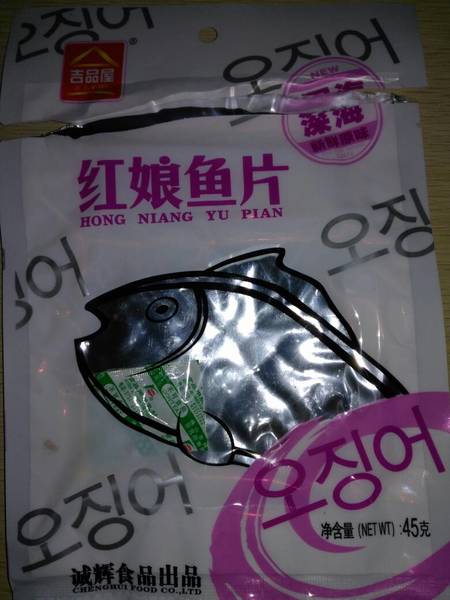 오징어
吉品屋
오징어
NEW
深海
红娘鱼片
HONG NIANG YU PIAN
오징어
징어
오징어
오징어
净含量 (NET WT) :45克
诚辉食品出品
CHENGHUI FOOD CO.,LTD